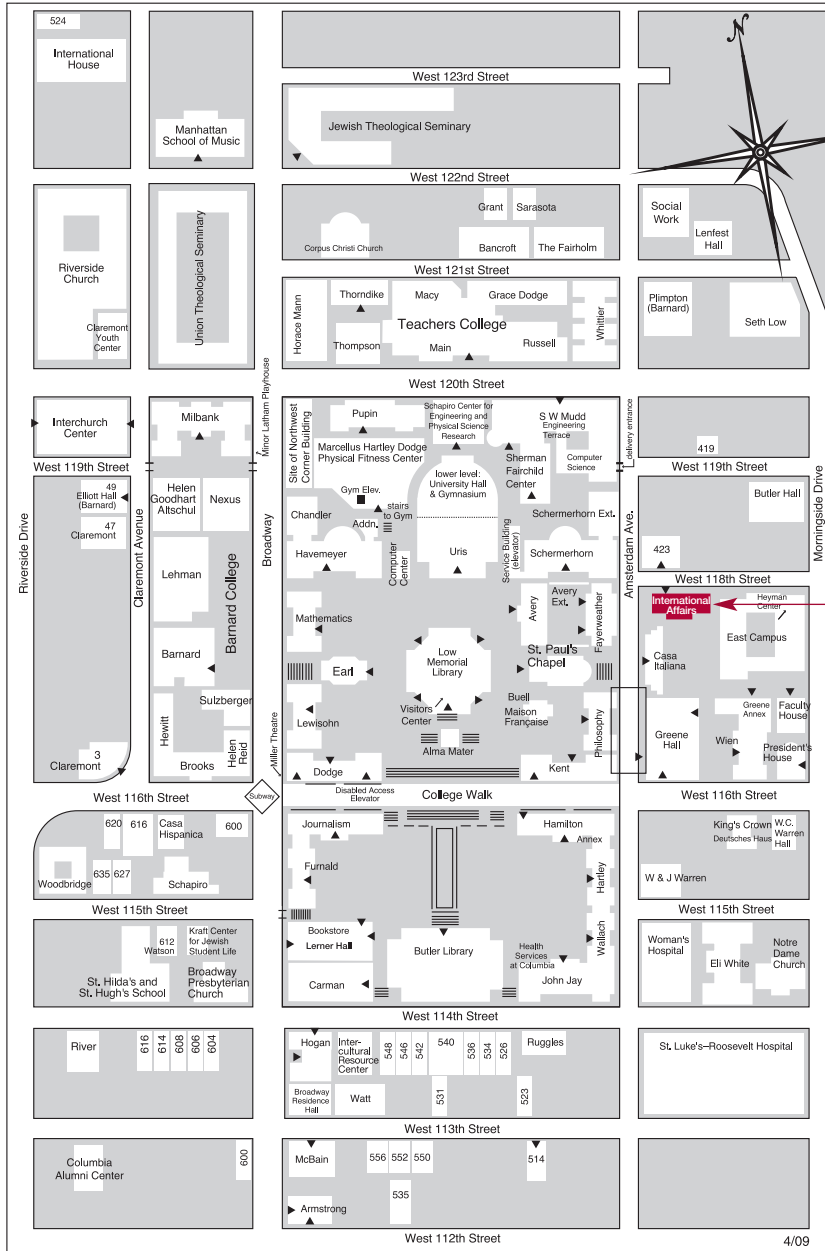 524
International
House
Manhattan
School of Music
West 123rd Street
Jewish Theological Seminary
N
West 122nd Street
Riverside
Church
Claremont
Youth
Center
Union Theological Seminary
Corpus Christi Church
Grant
Sarasota
Bancroft
The Fairholm
Social
Work
Lenfest
Hall
West 121st Street
Horace Mann
Thorndike
Macy
Grace Dodge
Teachers College
Thompson
Main
Russell
Whittier
Plimpton
(Barnard)
Seth Low
West 120th Street
Minor Latham Playhouse
Interchurch
Center
Milbank
Site of Northwest
Corner Building
Pupin
Schapiro Center for
Engineering and
Physical Science
Research
S W Mudd
Engineering
Terrace
Computer
Science
delivery entrance
Marcellus Hartley Dodge
Physical Fitness Center
Sherman
Fairchild
Center
419
West 119th Street
West 119th Street
49
Elliott Hall
(Barnard)
47
Claremont
Helen
Goodhart
Altschul
Nexus
lower level:
University Hall
& Gymnasium
Gym Elev.
stairs
to Gym
Addn.
Chandler
Schermerhorn Ext.
Butler Hall
Riverside Drive
Claremont Avenue
Broadway
Amsterdam Ave.
Morningside Drive
Havemeyer
Computer
Center
Uris
Service Building
(elevator)
Schermerhorn
423
Lehman
Barnard College
West 118th Street
Mathematics
Avery
Avery
Ext.
Fayerweather
International
Affairs
Heyman
Center
East Campus
Barnard
Earl
Low
Memorial
Library
St. Paul's
Chapel
Casa
Italiana
Hewitt
Sulzberger
Helen
Reid
Brooks
Lewisohn
Visitors
Center
Buell
Maison
Française
Philosophy
Greene
Annex
Faculty
House
Greene
Hall
Wien
President's
House
3
Claremont
Miller Theatre
Alma Mater
Dodge
Kent
West 116th Street
Subway
Disabled Access
Elevator
College Walk
West 116th Street
620
616
Casa
Hispanica
600
Woodbridge
635
627
Schapiro
Journalism
Hamilton
Annex
Furnald
Hartley
King's Crown
Deutsches Haus
W.C.
Warren
Hall
W & J Warren
West 115th Street
West 115th Street
612
Watson
Kraft Center
for Jewish
Student Life
St. Hilda's and
St. Hugh's School
Broadway
Presbyterian
Church
Bookstore
Lerner Hall
Carman
Butler Library
Health
Services
at Columbia
Wallach
John Jay
Woman's
Hospital
Eli White
Notre
Dame
Church
West 114th Street
River
616
614
608
606
604
Hogan
Inter-
cultural
Resource
Center
548
546
542
540
536
534
526
Ruggles
Broadway
Residence
Hall
Watt
531
523
St. Luke's–Roosevelt Hospital
West 113th Street
Columbia
Alumni Center
600
McBain
556
552
550
514
535
Armstrong
West 112th Street
4/09